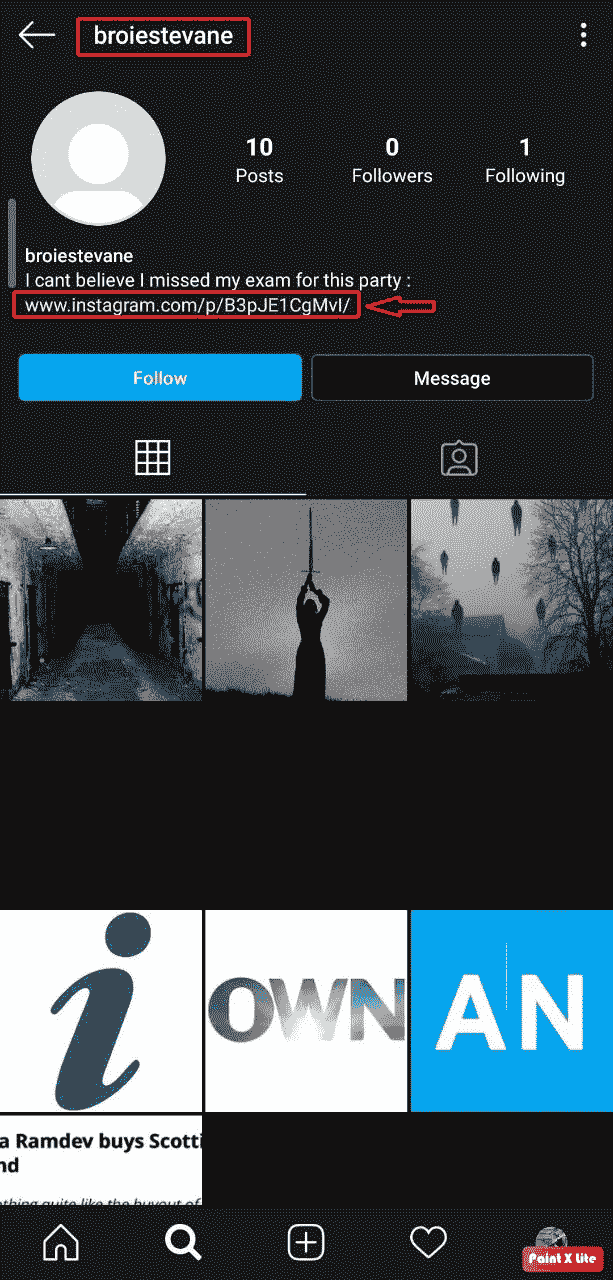 broiestevane
10 0 1
Posts Followers Following
broiestevane
I cant believe I missed my exam for this party :
www.instagram.com/p/B3pJE1CgMvI/
Follow Message
i OWN AN
a Ramdev buys Scotti
nd
thing quite like the buyout of
Paint X lite